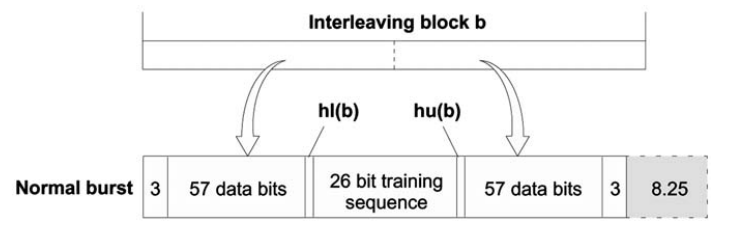 Interleaving block b
hl(b) hu(b)
Normal burst 3 57 data bits 26 bit training sequence 57 data bits 3 8.25